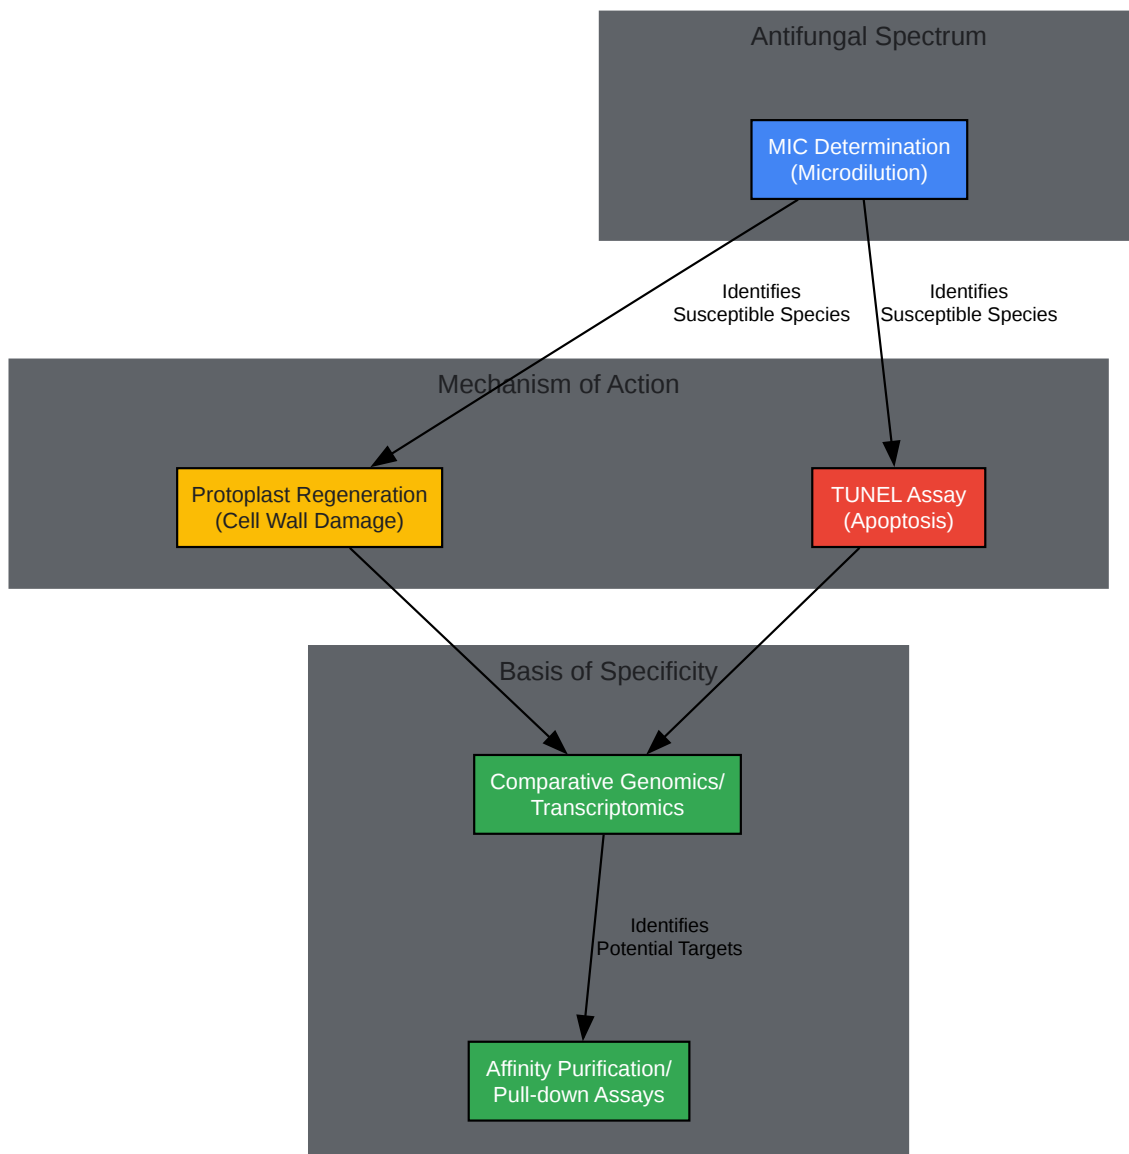 Antifungal Spectrum
MIC Determination
(Microdilution)
Identifies
Susceptible Species
Identifies
Susceptible Species
Mechanism of Action
Protoplast Regeneration
(Cell Wall Damage)
TUNEL Assay
(Apoptosis)
Basis of Specificity
Comparative Genomics/
Transcriptomics
Identifies
Potential Targets
Affinity Purification/
Pull-down Assays